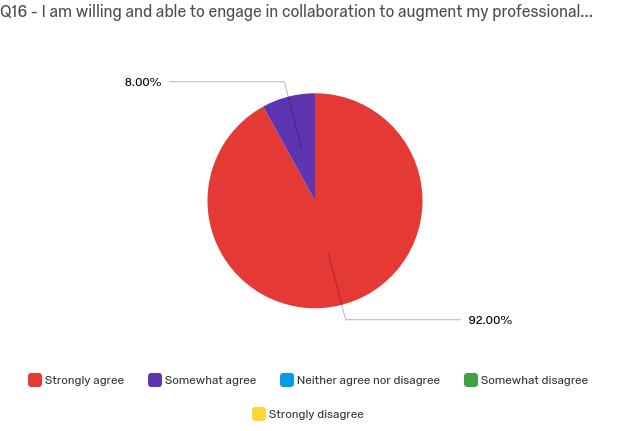 Q16 - I am willing and able to engage in collaboration to augment my professional...
8.00%
92.00%
Strongly agree
Somewhat agree
Neither agree nor disagree
Somewhat disagree
Strongly disagree